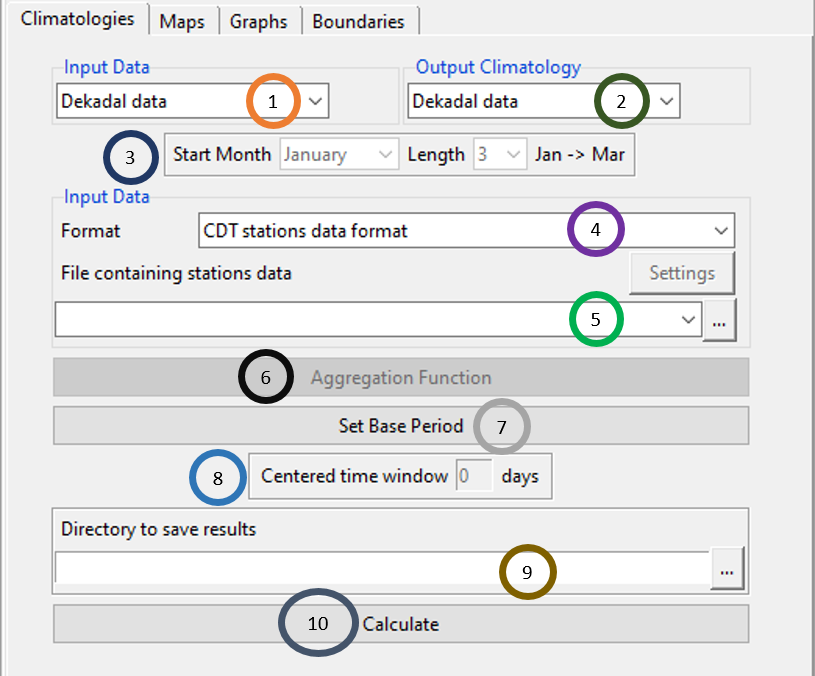 Climatologies Maps Graphs Boundaries
Input Data Output Climatology
Dekadal data 1 Dekadal data 2
3 Start Month January Length 3 Jan -> Mar
Input Data
Format CDT stations data format 4
File containing stations data Settings
5 ...
6 Aggregation Function
Set Base Period 7
8 Centered time window 0 days
Directory to save results
9 ...
10 Calculate